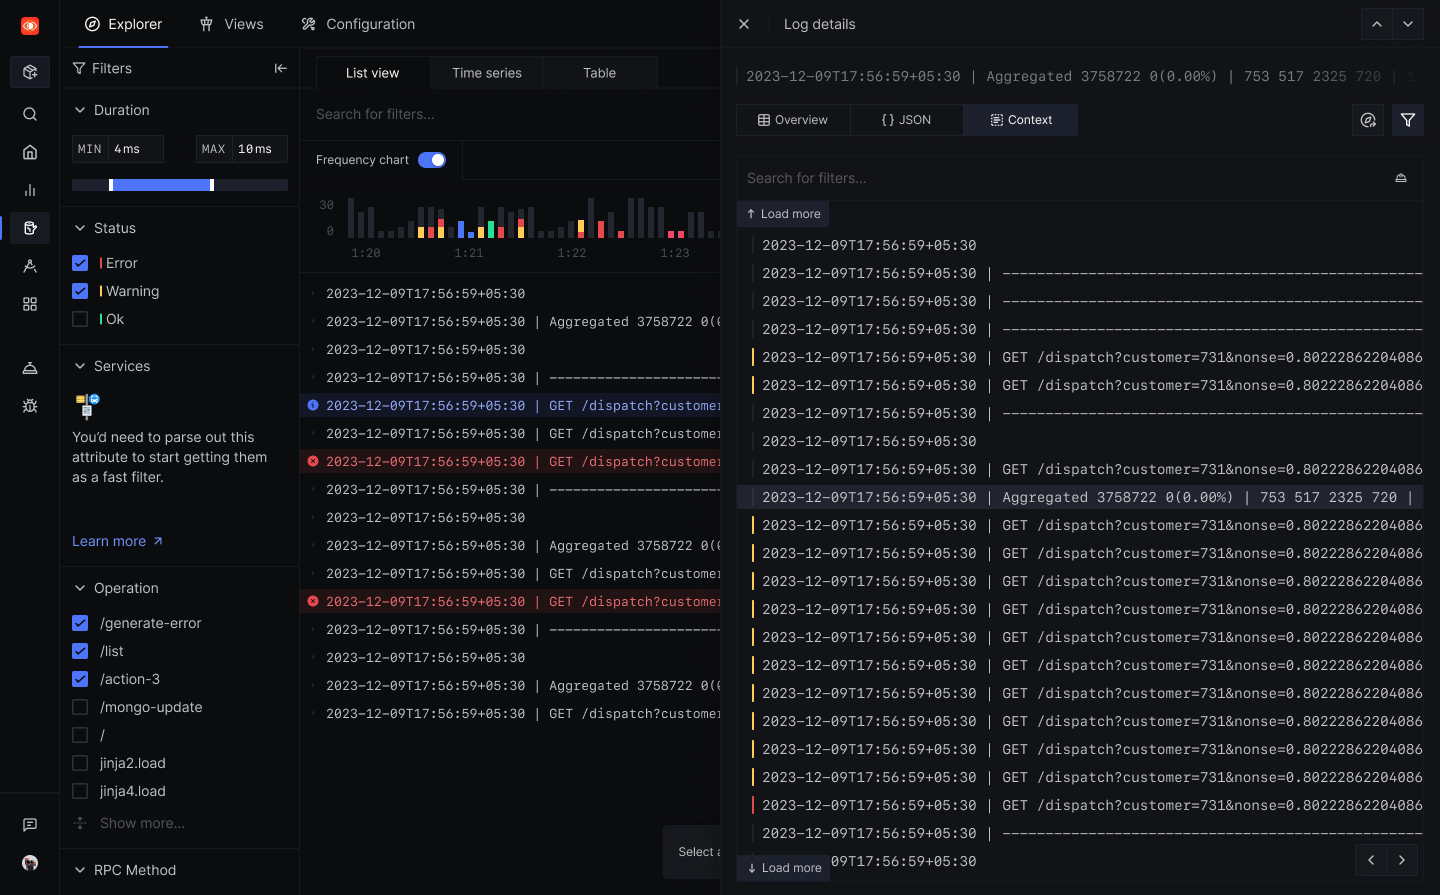 Explorer
Views
Configuration
Filters
Duration
MIN 4ms
MAX 10ms
Status
Error
Warning
Ok
Services
You'd need to parse out this
attribute to start getting them
as a fast filter.
Learn more
Operation
/generate-error
/list
/action-3
/mongo-update
/
jinja2.load
jinja4.load
Show more...
RPC Method
List view
Time series
Table
Search for filters...
Frequency chart
30
0
1:20
1:21
1:22
1:23
2023-12-09T17:56:59+05:30
2023-12-09T17:56:59+05:30 | Aggregated 3758722 0(0
2023-12-09T17:56:59+05:30
2023-12-09T17:56:59+05:30 | ---------------------
2023-12-09T17:56:59+05:30 | GET /dispatch?customer
2023-12-09T17:56:59+05:30 | GET /dispatch?customer
2023-12-09T17:56:59+05:30 | GET /dispatch?customer
2023-12-09T17:56:59+05:30 | ---------------------
2023-12-09T17:56:59+05:30
2023-12-09T17:56:59+05:30 | Aggregated 3758722 0(0
2023-12-09T17:56:59+05:30 | GET /dispatch?customer
2023-12-09T17:56:59+05:30 | GET /dispatch?customer
2023-12-09T17:56:59+05:30 | ---------------------
2023-12-09T17:56:59+05:30
2023-12-09T17:56:59+05:30 | Aggregated 3758722 0(0
2023-12-09T17:56:59+05:30 | GET /dispatch?customer
Select
Log details
2023-12-09T17:56:59+05:30 | Aggregated 3758722 0(0.00%) | 753 517 2325 720 |
Overview
{ } JSON
Context
Search for filters...
↑ Load more
2023-12-09T17:56:59+05:30
2023-12-09T17:56:59+05:30 | -------------------------------------------------
2023-12-09T17:56:59+05:30 | -------------------------------------------------
2023-12-09T17:56:59+05:30 | -------------------------------------------------
2023-12-09T17:56:59+05:30 | GET /dispatch?customer=731&nonse=0.80222862204086
2023-12-09T17:56:59+05:30 | GET /dispatch?customer=731&nonse=0.80222862204086
2023-12-09T17:56:59+05:30 | -------------------------------------------------
2023-12-09T17:56:59+05:30
2023-12-09T17:56:59+05:30 | GET /dispatch?customer=731&nonse=0.80222862204086
2023-12-09T17:56:59+05:30 | Aggregated 3758722 0(0.00%) | 753 517 2325 720 |
2023-12-09T17:56:59+05:30 | GET /dispatch?customer=731&nonse=0.80222862204086
2023-12-09T17:56:59+05:30 | GET /dispatch?customer=731&nonse=0.80222862204086
2023-12-09T17:56:59+05:30 | GET /dispatch?customer=731&nonse=0.80222862204086
2023-12-09T17:56:59+05:30 | GET /dispatch?customer=731&nonse=0.80222862204086
2023-12-09T17:56:59+05:30 | GET /dispatch?customer=731&nonse=0.80222862204086
2023-12-09T17:56:59+05:30 | GET /dispatch?customer=731&nonse=0.80222862204086
2023-12-09T17:56:59+05:30 | GET /dispatch?customer=731&nonse=0.80222862204086
2023-12-09T17:56:59+05:30 | GET /dispatch?customer=731&nonse=0.80222862204086
2023-12-09T17:56:59+05:30 | GET /dispatch?customer=731&nonse=0.80222862204086
2023-12-09T17:56:59+05:30 | GET /dispatch?customer=731&nonse=0.80222862204086
2023-12-09T17:56:59+05:30 | GET /dispatch?customer=731&nonse=0.80222862204086
2023-12-09T17:56:59+05:30 | -------------------------------------------------
09T17:56:59+05:30
↓ Load more